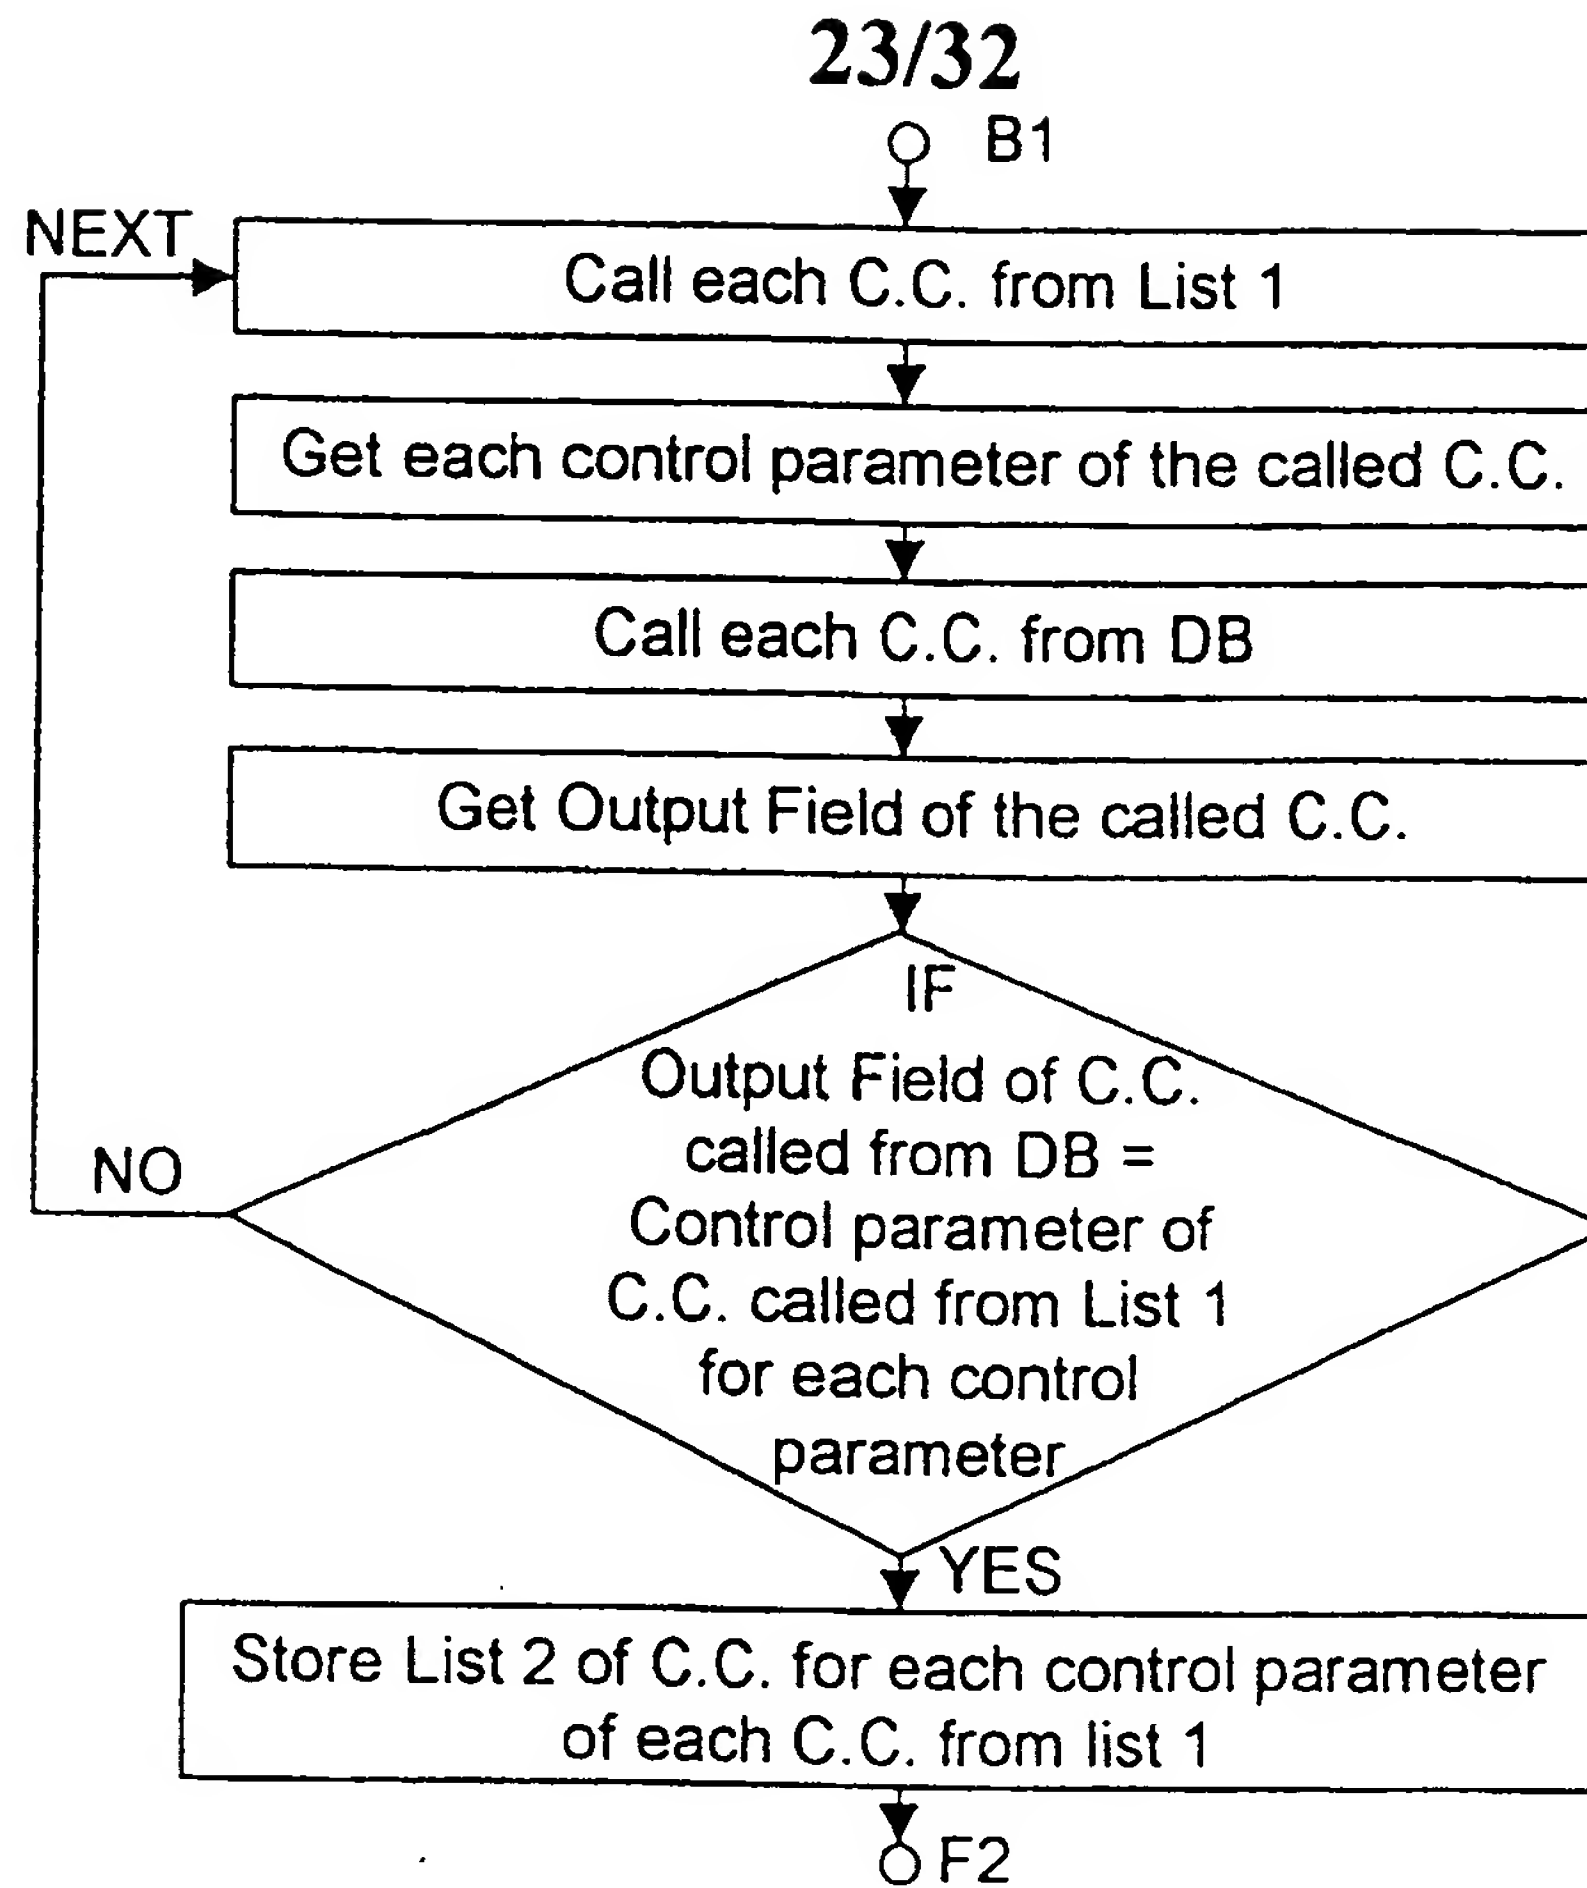 23/32
B1
NEXT
Call each C.C. from List 1
Get each control parameter of the called C.C.
Call each C.C. from DB
Get Output Field of the called C.C.
IF
Output Field of C.C.
called from DB =
Control parameter of
C.C. called from List 1
for each control
parameter
NO
YES
Store List 2 of C.C. for each control parameter
of each C.C. from list 1
F2